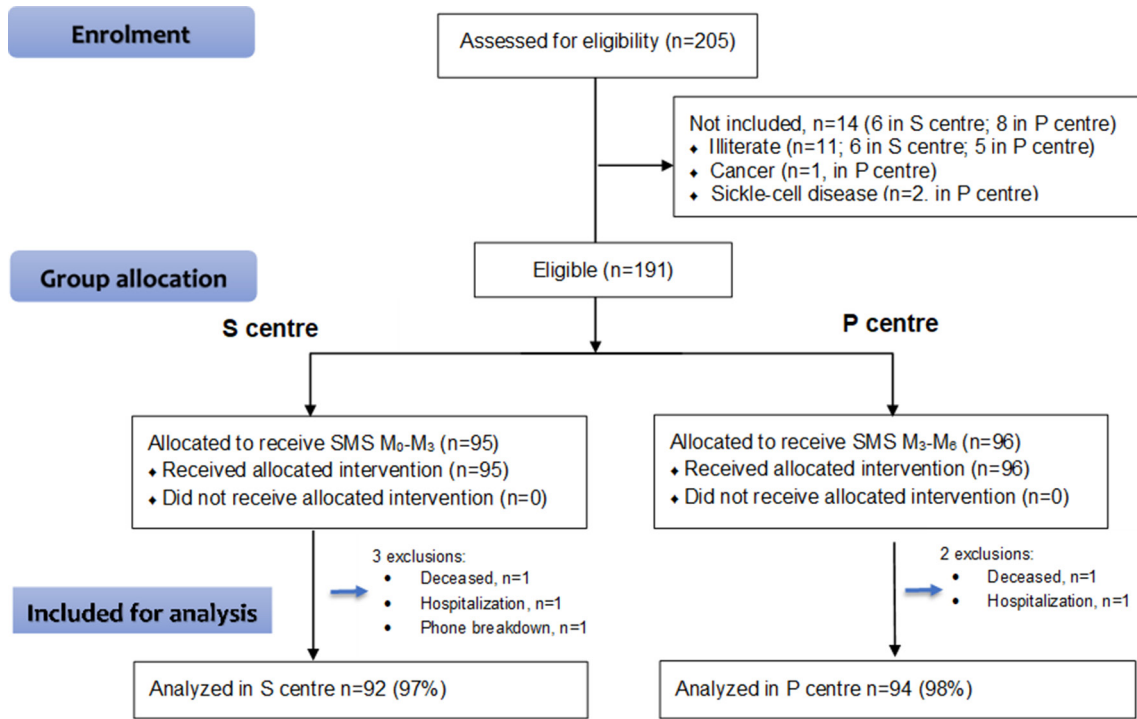 Enrolment
Assessed for eligibility (n=205)
Not included, n=14 (6 in S centre; 8 in P centre)
♦ Illiterate (n=11; 6 in S centre; 5 in P centre)
♦ Cancer (n=1, in P centre)
♦ Sickle-cell disease (n=2. in P centre)
Eligible (n=191)
Group allocation
S centre
P centre
Allocated to receive SMS M₀-M₃ (n=95)
♦ Received allocated intervention (n=95)
♦ Did not receive allocated intervention (n=0)
Allocated to receive SMS M₃-M₆ (n=96)
♦ Received allocated intervention (n=96)
♦ Did not receive allocated intervention (n=0)
3 exclusions:
• Deceased, n=1
• Hospitalization, n=1
• Phone breakdown, n=1
2 exclusions:
• Deceased, n=1
• Hospitalization, n=1
Included for analysis
Analyzed in S centre n=92 (97%)
Analyzed in P centre n=94 (98%)